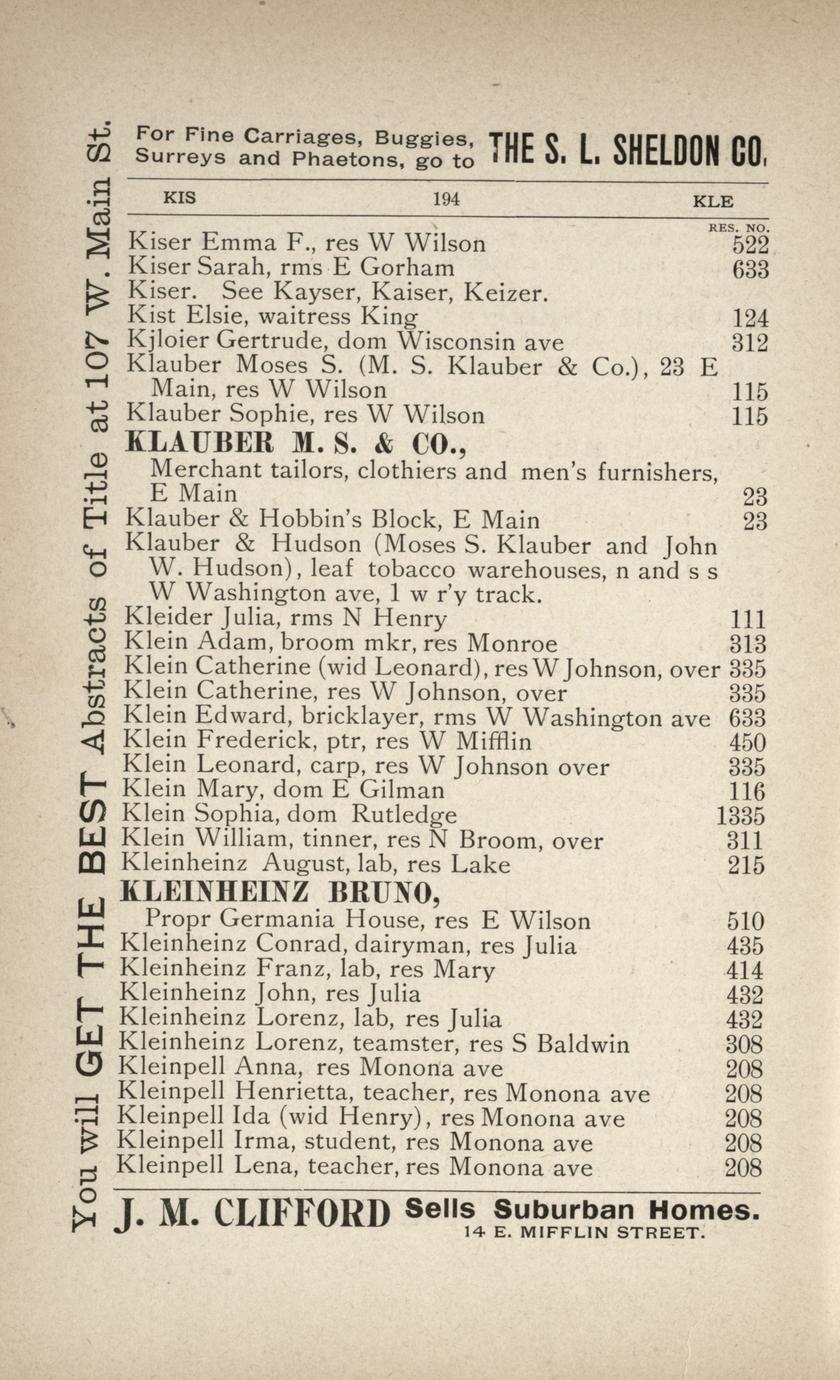 For Fine Carriages, Buggies,
Surreys and Phaetons, go to THE S. L. SHELDON CO.
KIS 194 KLE
RES. NO.
Kiser Emma F., res W Wilson 522
Kiser Sarah, rms E Gorham 633
Kiser. See Kayser, Kaiser, Keizer.
Kist Elsie, waitress King 124
Kjloier Gertrude, dom Wisconsin ave 312
Klauber Moses S. (M. S. Klauber & Co.), 23 E
Main, res W Wilson 115
Klauber Sophie, res W Wilson 115
KLAUBER M. S. & CO.,
Merchant tailors, clothiers and men's furnishers,
E Main 23
Klauber & Hobbin's Block, E Main 23
Klauber & Hudson (Moses S. Klauber and John
W. Hudson), leaf tobacco warehouses, n and s s
W Washington ave, 1 w r'y track.
Kleider Julia, rms N Henry 111
Klein Adam, broom mkr, res Monroe 313
Klein Catherine (wid Leonard), res W Johnson, over 335
Klein Catherine, res W Johnson, over 335
Klein Edward, bricklayer, rms W Washington ave 633
Klein Frederick, ptr, res W Mifflin 450
Klein Leonard, carp, res W Johnson over 335
Klein Mary, dom E Gilman 116
Klein Sophia, dom Rutledge 1335
Klein William, tinner, res N Broom, over 311
Kleinheinz August, lab, res Lake 215
KLEINHEINZ BRUNO,
Propr Germania House, res E Wilson 510
Kleinheinz Conrad, dairyman, res Julia 435
Kleinheinz Franz, lab, res Mary 414
Kleinheinz John, res Julia 432
Kleinheinz Lorenz, lab, res Julia 432
Kleinheinz Lorenz, teamster, res S Baldwin 308
Kleinpell Anna, res Monona ave 208
Kleinpell Henrietta, teacher, res Monona ave 208
Kleinpell Ida (wid Henry), res Monona ave 208
Kleinpell Irma, student, res Monona ave 208
Kleinpell Lena, teacher, res Monona ave 208
J. M. CLIFFORD Sells Suburban Homes.
14 E. MIFFLIN STREET.
You will GET THE BEST Abstracts of Title at 107 W. Main St.